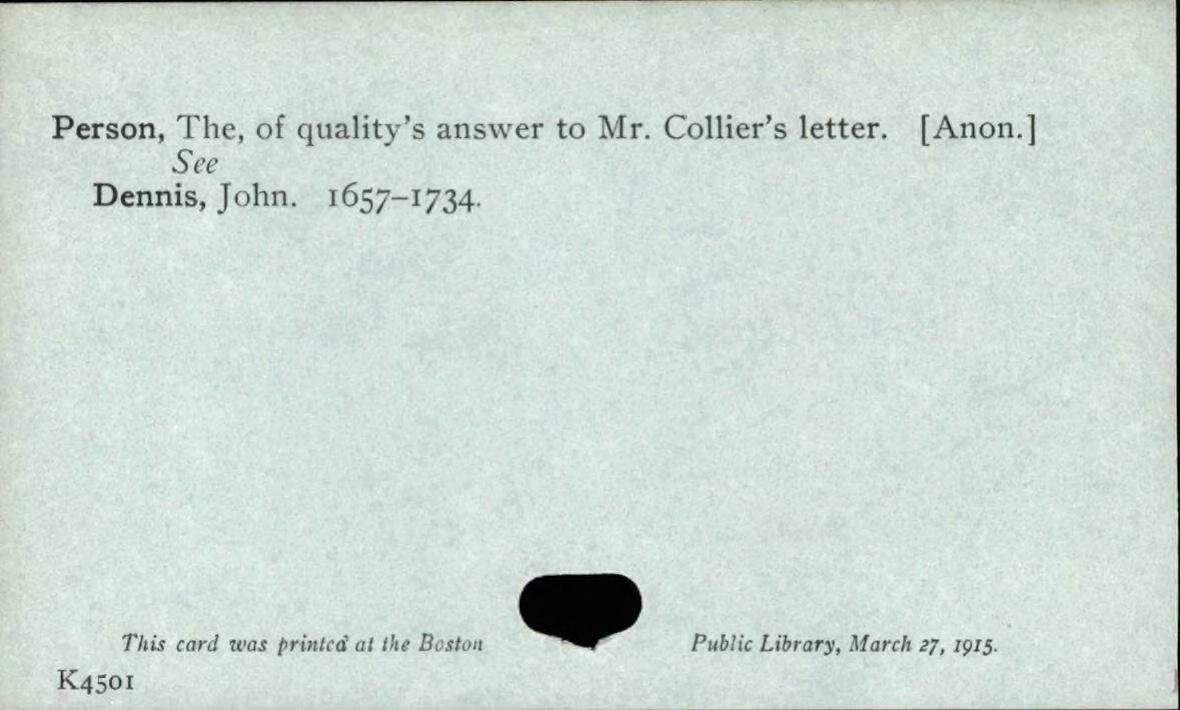 Person, The, of quality's answer to Mr. Collier's letter. [Anon.]
See
Dennis, John. 1657–1734.
This card was printed at the Boston Public Library, March 27, 1915.
K4501